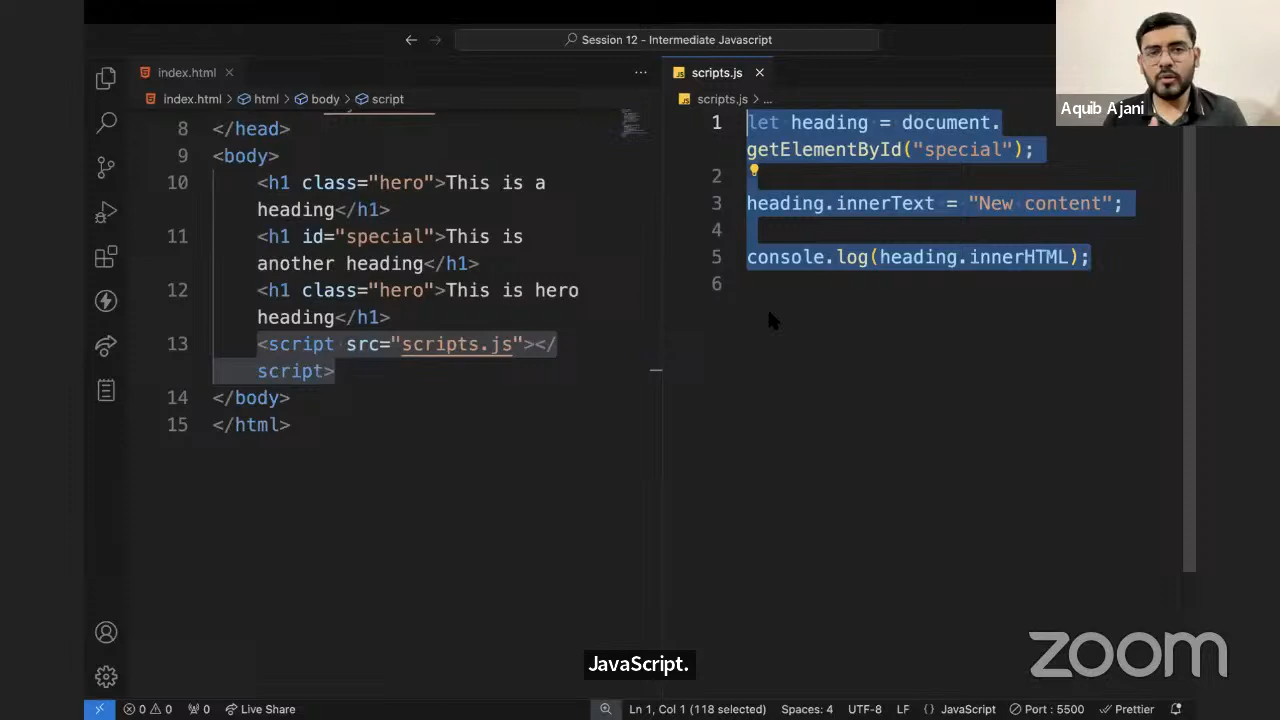 Session 12 - Intermediate Javascript
Aquib Ajani
index.html
index.html > html > body > script
8 </head>
9 <body>
10 <h1 class="hero">This is a
heading</h1>
11 <h1 id="special">This is
another heading</h1>
12 <h1 class="hero">This is hero
heading</h1>
13 <script src="scripts.js"></
script>
14 </body>
15 </html>
JS scripts.js
JS scripts.js > ...
1 let heading = document.
getElementById("special");
2
3 heading.innerText = "New content";
4
5 console.log(heading.innerHTML);
6
JavaScript.
zoom
0 0 0 Live Share Ln 1, Col 1 (118 selected) Spaces: 4 UTF-8 LF {} JavaScript Port : 5500 Prettier